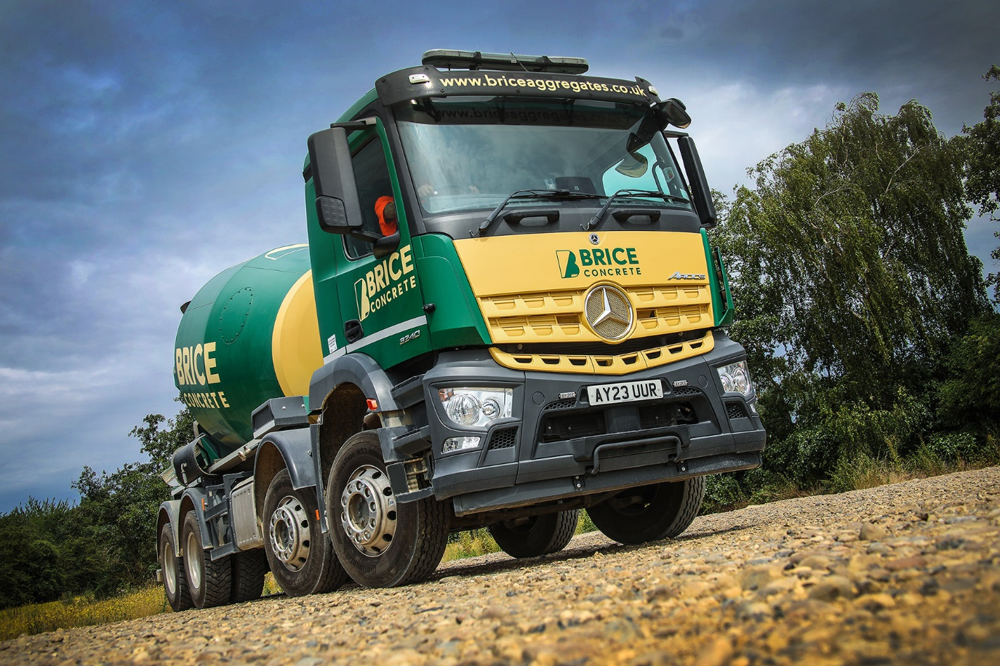 www.briceaggregates.co.uk
BRICE
CONCRETE
AROCS
BRICE
CONCRETE
3240
BRICE
CONCRETE
AY23 UUR